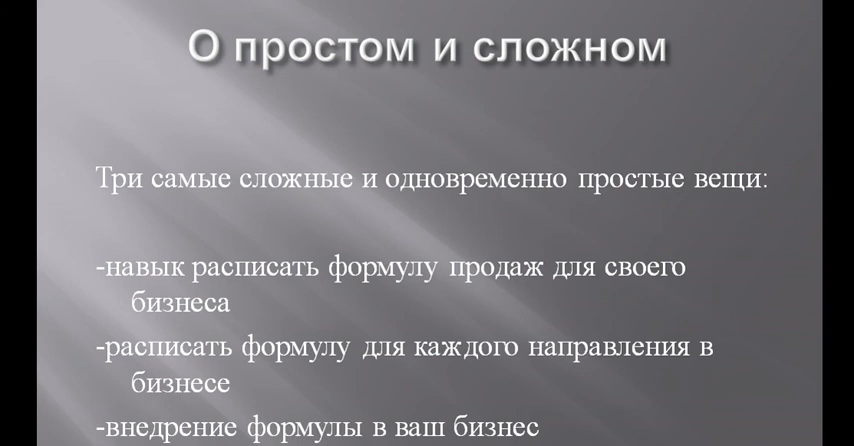 О простом и сложном
Три самые сложные и одновременно простые вещи:
-навык расписать формулу продаж для своего
бизнеса
-расписать формулу для каждого направления в
бизнесе
-внедрение формулы в ваш бизнес